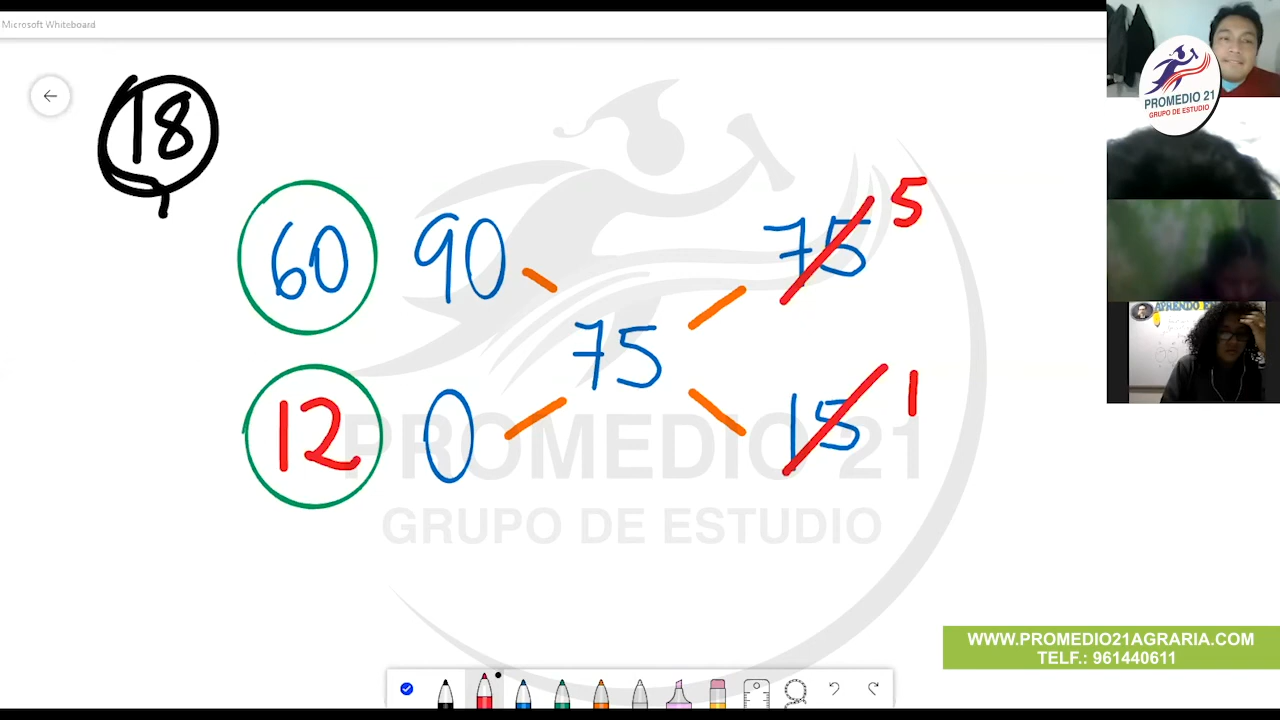 Microsoft Whiteboard
18
60 90 75 5
75
12 0 15 1
PROMEDIO 21
GRUPO DE ESTUDIO
PROMEDIO 21
GRUPO DE ESTUDIO
WWW.PROMEDIO21AGRARIA.COM
TELF.: 961440611